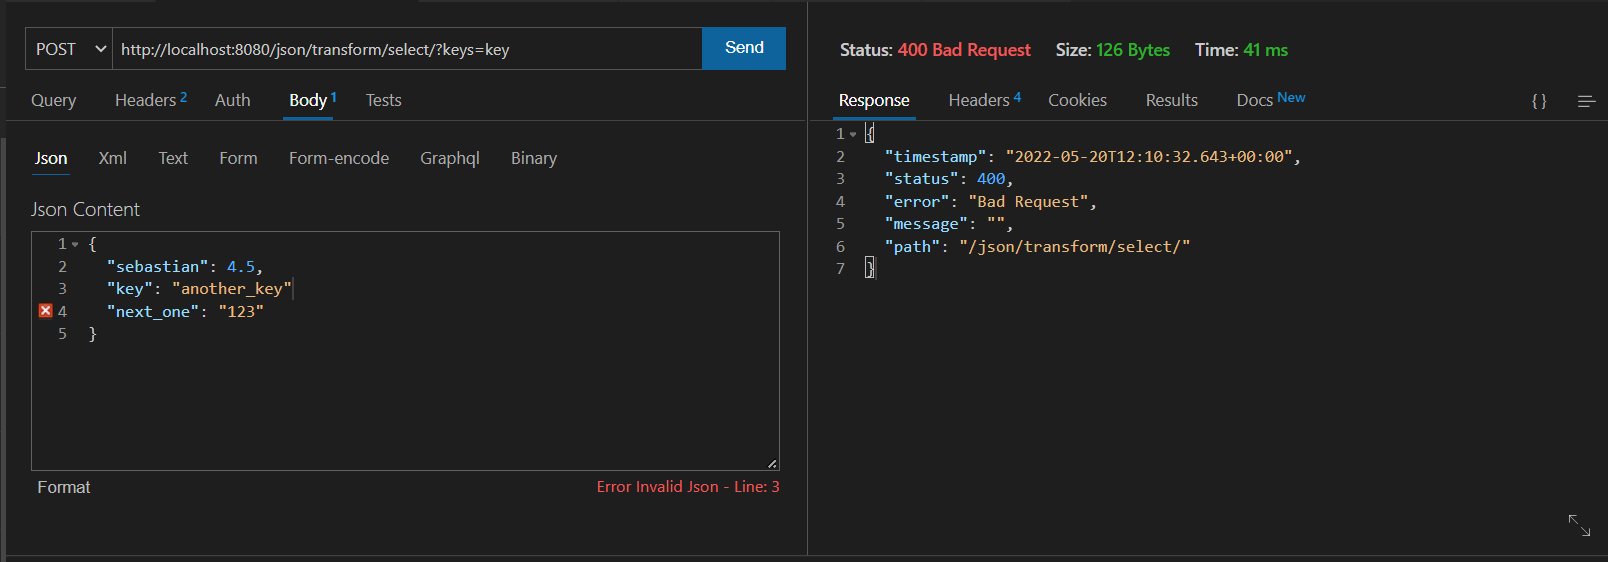 POST http://localhost:8080/json/transform/select/?keys=key Send
Query Headers 2 Auth Body 1 Tests
Json Xml Text Form Form-encode Graphql Binary
Json Content
1 {
2 "sebastian": 4.5,
3 "key": "another_key"
4 "next_one": "123"
5 }
Format Error Invalid Json - Line: 3
Status: 400 Bad Request Size: 126 Bytes Time: 41 ms
Response Headers 4 Cookies Results Docs New {}
1 {
2 "timestamp": "2022-05-20T12:10:32.643+00:00",
3 "status": 400,
4 "error": "Bad Request",
5 "message": "",
6 "path": "/json/transform/select/"
7 }